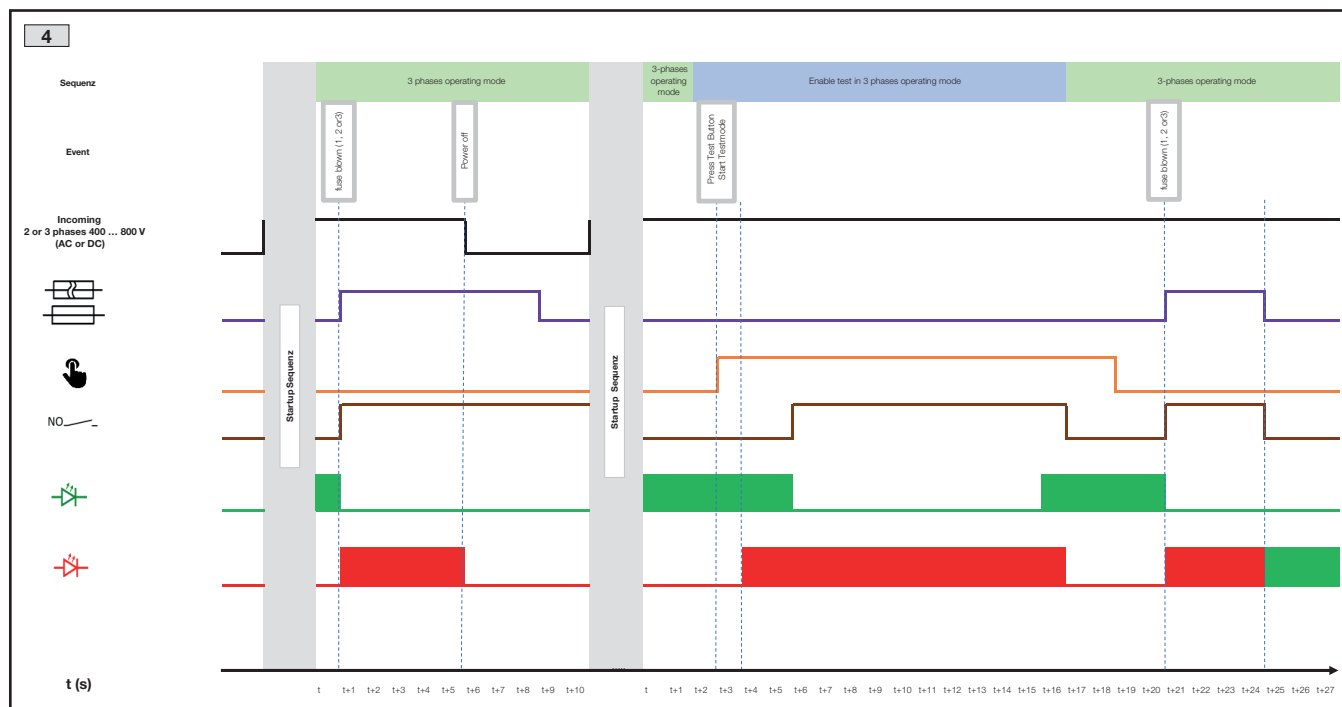 4
Sequenz
3 phases operating mode
3-phases
operating
mode
Enable test in 3 phases operating mode
3-phases operating mode
Event
fuse blown (1, 2 or3)
Power off
Press Test Button
Start Testmode
fuse blown (1, 2 or3)
Incoming
2 or 3 phases 400 ... 800 V
(AC or DC)
Startup Sequenz
Startup Sequenz
NO
.....
t (s)
t t+1 t+2 t+3 t+4 t+5 t+6 t+7 t+8 t+9 t+10 t t+1 t+2 t+3 t+4 t+5 t+6 t+7 t+8 t+9 t+10 t+11 t+12 t+13 t+14 t+15 t+16 t+17 t+18 t+19 t+20 t+21 t+22 t+23 t+24 t+25 t+26 t+27